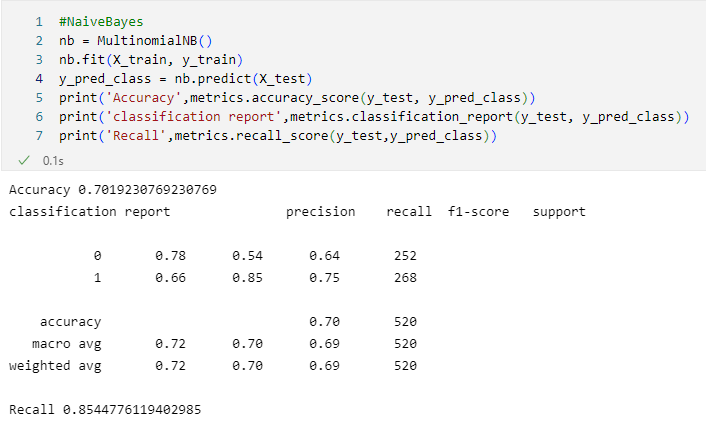 1 #NaiveBayes
2 nb = MultinomialNB()
3 nb.fit(X_train, y_train)
4 y_pred_class = nb.predict(X_test)
5 print('Accuracy',metrics.accuracy_score(y_test, y_pred_class))
6 print('classification report',metrics.classification_report(y_test, y_pred_class))
7 print('Recall',metrics.recall_score(y_test,y_pred_class))
0.1s
Accuracy 0.7019230769230769
classification report precision recall f1-score support
0 0.78 0.54 0.64 252
1 0.66 0.85 0.75 268
accuracy 0.70 520
macro avg 0.72 0.70 0.69 520
weighted avg 0.72 0.70 0.69 520
Recall 0.8544776119402985